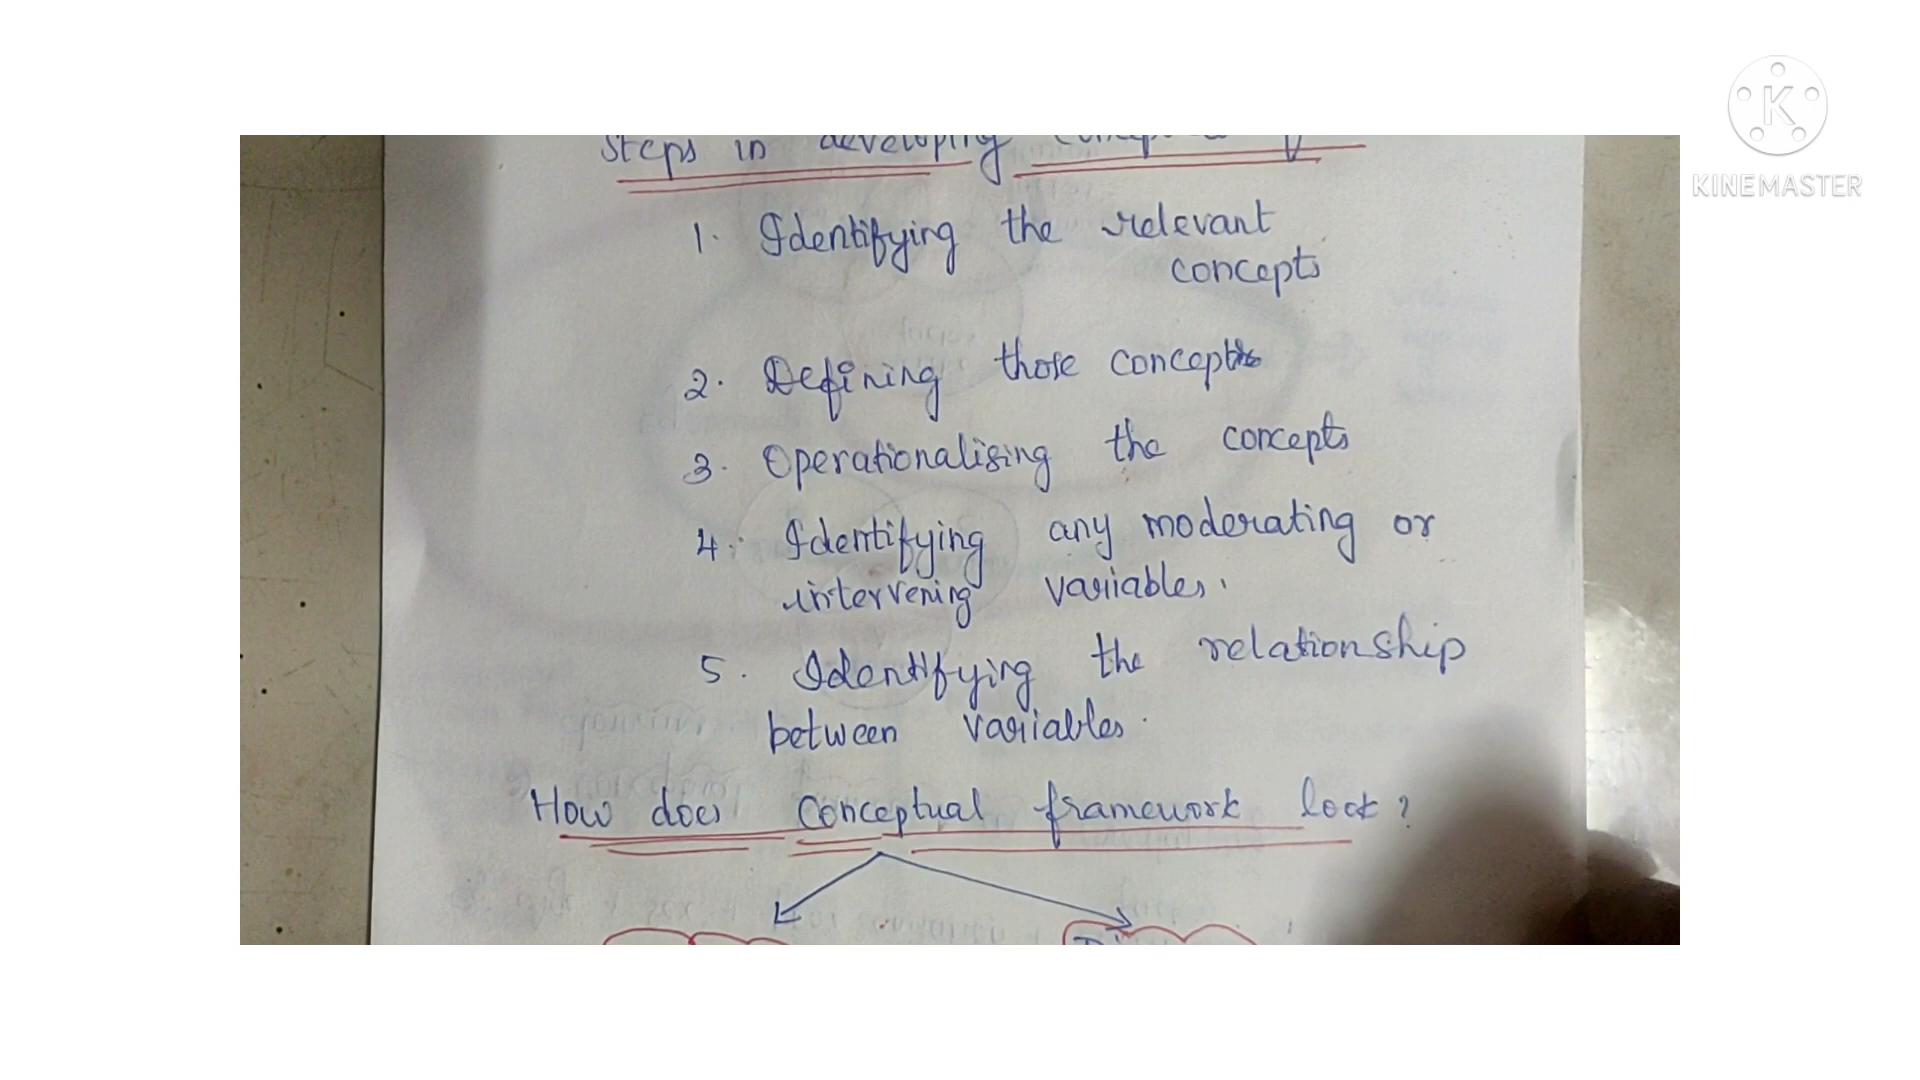 KINEMASTER
Steps in developing
1. Identifying the relevant
concepts
2. Defining those concepts
3. Operationalising the concepts
4. Identifying any moderating or
intervening variables.
5. Identifying the relationship
between variables.
How does conceptual framework look?